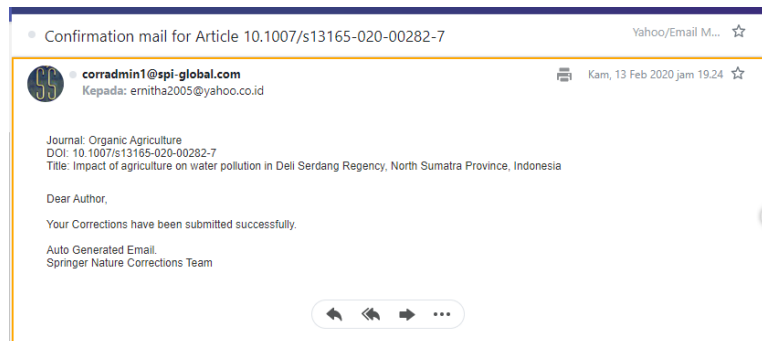 Confirmation mail for Article 10.1007/s13165-020-00282-7
Yahoo/Email M...
SS
corradmin1@spi-global.com
Kam, 13 Feb 2020 jam 19.24
Kepada: ernitha2005@yahoo.co.id
Journal: Organic Agriculture
DOI: 10.1007/s13165-020-00282-7
Title: Impact of agriculture on water pollution in Deli Serdang Regency, North Sumatra Province, Indonesia
Dear Author,
Your Corrections have been submitted successfully.
Auto Generated Email.
Springer Nature Corrections Team